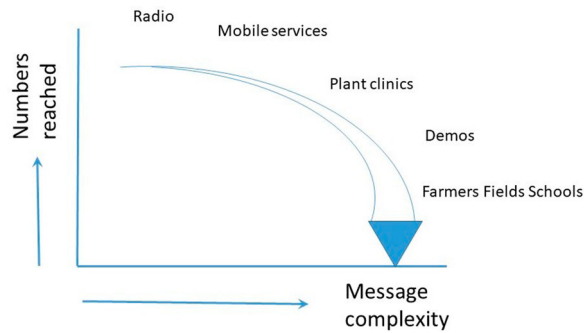 Radio
Mobile services
Plant clinics
Demos
Farmers Fields Schools
Numbers
reached
Message
complexity